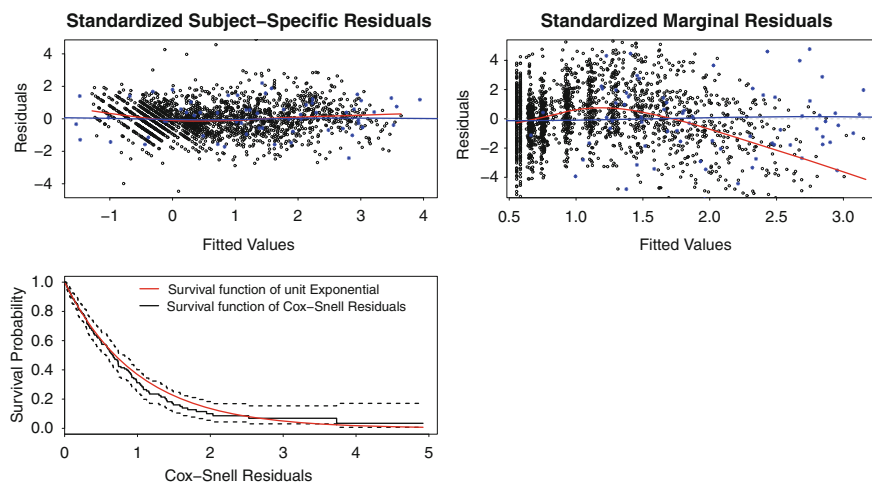 Standardized Subject−Specific Residuals
Residuals
4
2
0
−2
−4
−1 0 1 2 3 4
Fitted Values
Standardized Marginal Residuals
Residuals
4
2
0
−2
−4
0.5 1.0 1.5 2.0 2.5 3.0
Fitted Values
Survival Probability
1.0
0.8
0.6
0.4
0.2
0.0
Survival function of unit Exponential
Survival function of Cox−Snell Residuals
0 1 2 3 4 5
Cox−Snell Residuals